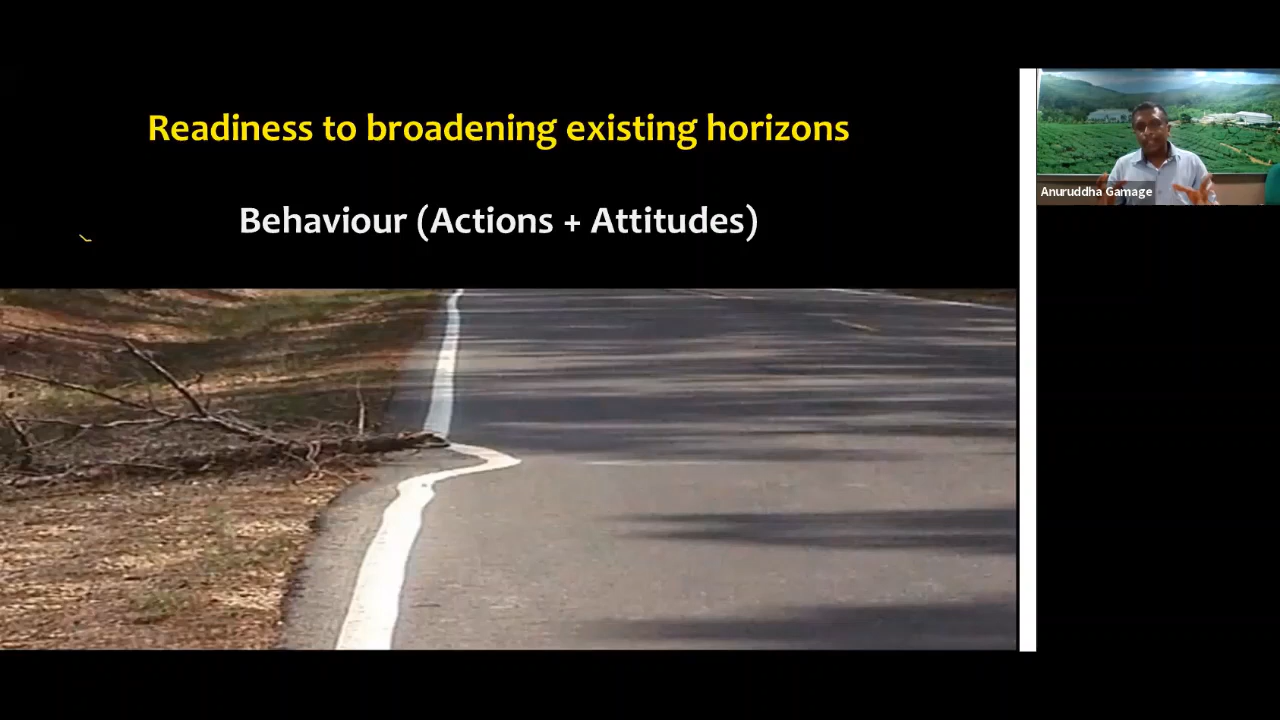 Readiness to broadening existing horizons
Behaviour (Actions + Attitudes)
Anuruddha Gamage